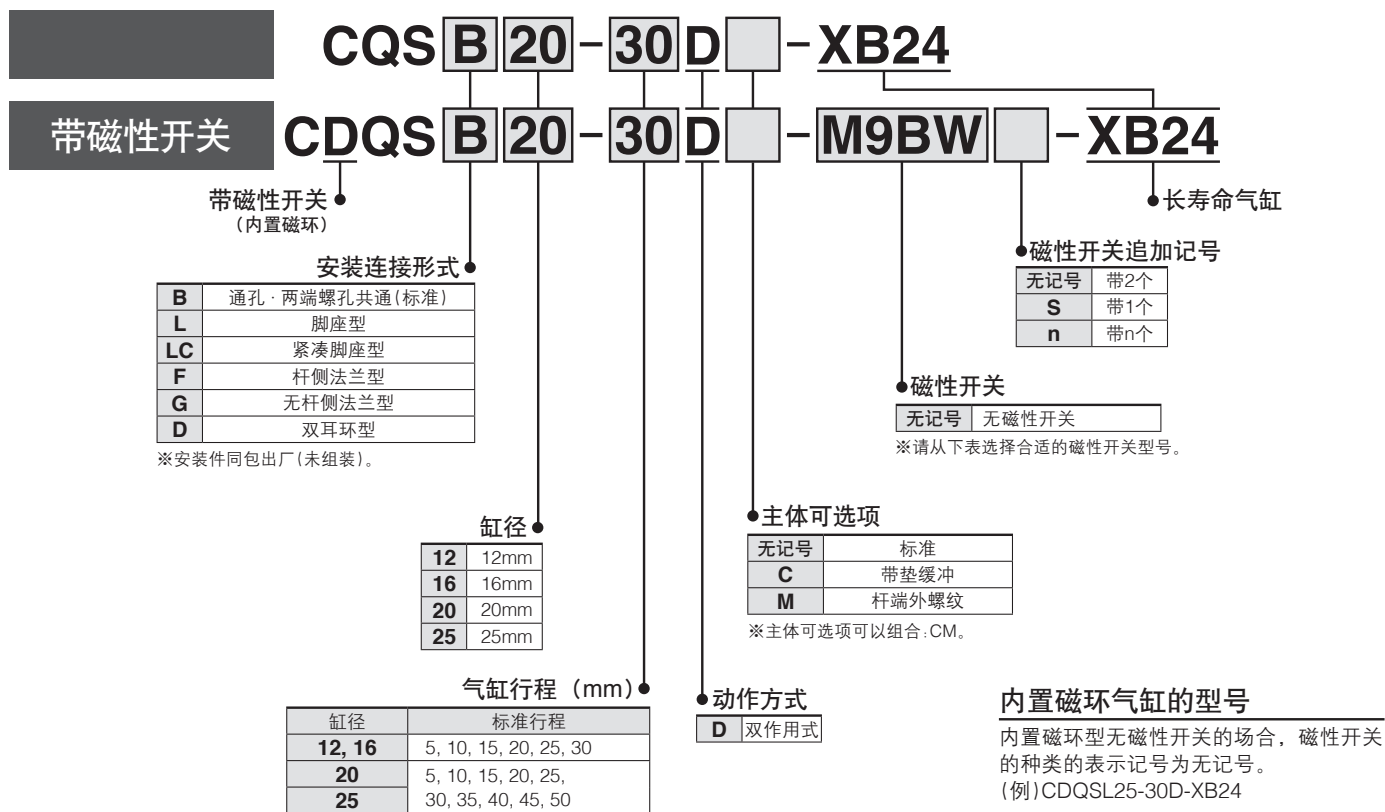 CQSB20-30D□-XB24
带磁性开关 CDQSB20-30D□-M9BW□-XB24
带磁性开关
（内置磁环）
长寿命气缸
安装连接形式
B 通孔·两端螺孔共通(标准)
L 脚座型
LC 紧凑脚座型
F 杆侧法兰型
G 无杆侧法兰型
D 双耳环型
※安装件同包出厂(未组装)。
磁性开关追加记号
无记号 带2个
S 带1个
n 带n个
磁性开关
无记号 无磁性开关
※请从下表选择合适的磁性开关型号。
缸径
12 12mm
16 16mm
20 20mm
25 25mm
主体可选项
无记号 标准
C 带垫缓冲
M 杆端外螺纹
※主体可选项可以组合:CM。
气缸行程（mm）
缸径 标准行程
12, 16 5, 10, 15, 20, 25, 30
20 5, 10, 15, 20, 25,
25 30, 35, 40, 45, 50
动作方式
D 双作用式
内置磁环气缸的型号
内置磁环型无磁性开关的场合，磁性开关
的种类的表示记号为无记号。
(例)CDQSL25-30D-XB24